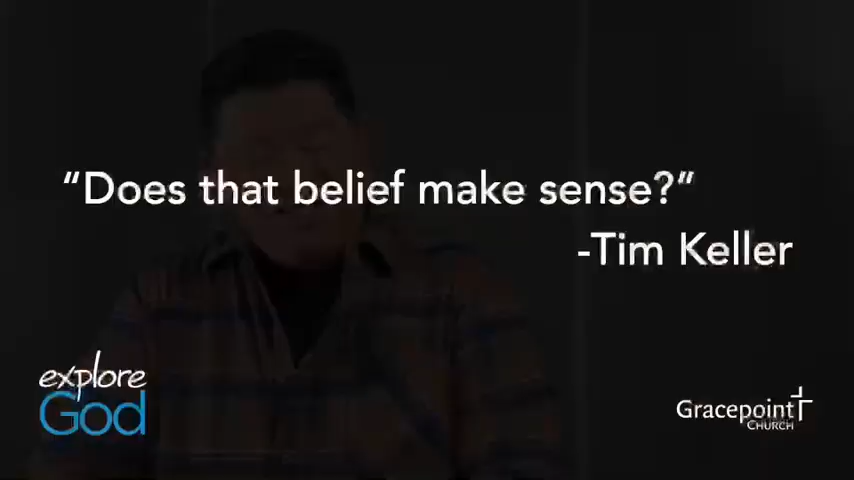 “Does that belief make sense?”
-Tim Keller
explore
God
Gracepoint
CHURCH